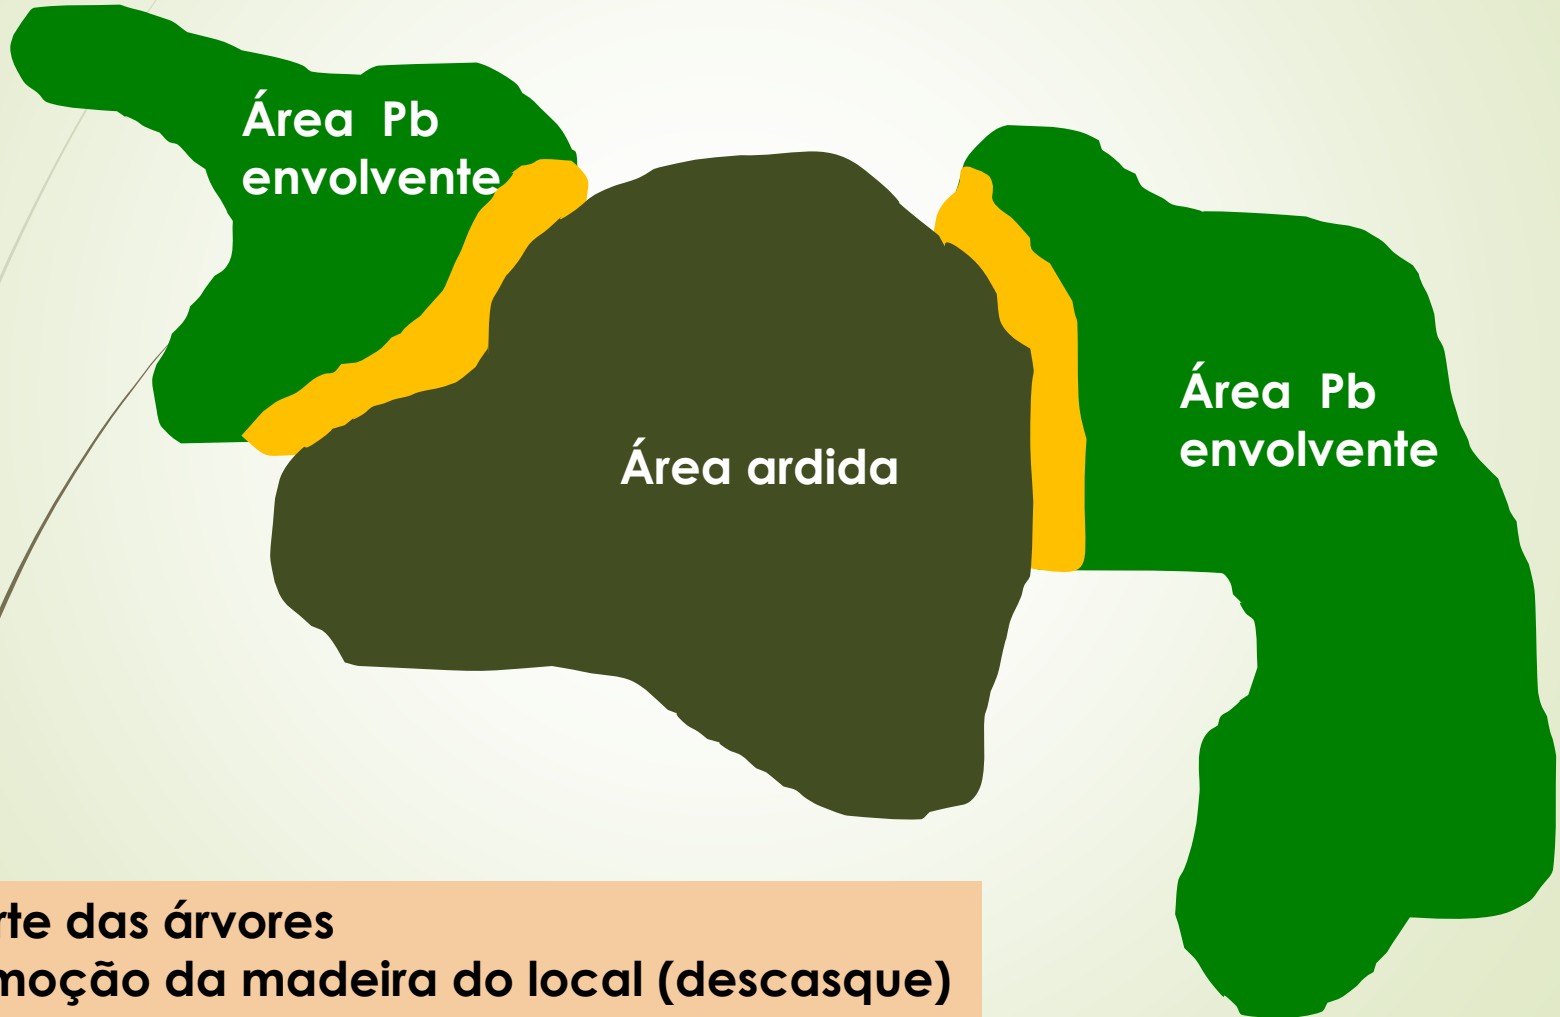 Área Pb
envolvente
Área Pb
envolvente
Área ardida
rte das árvores
moção da madeira do local (descasque)